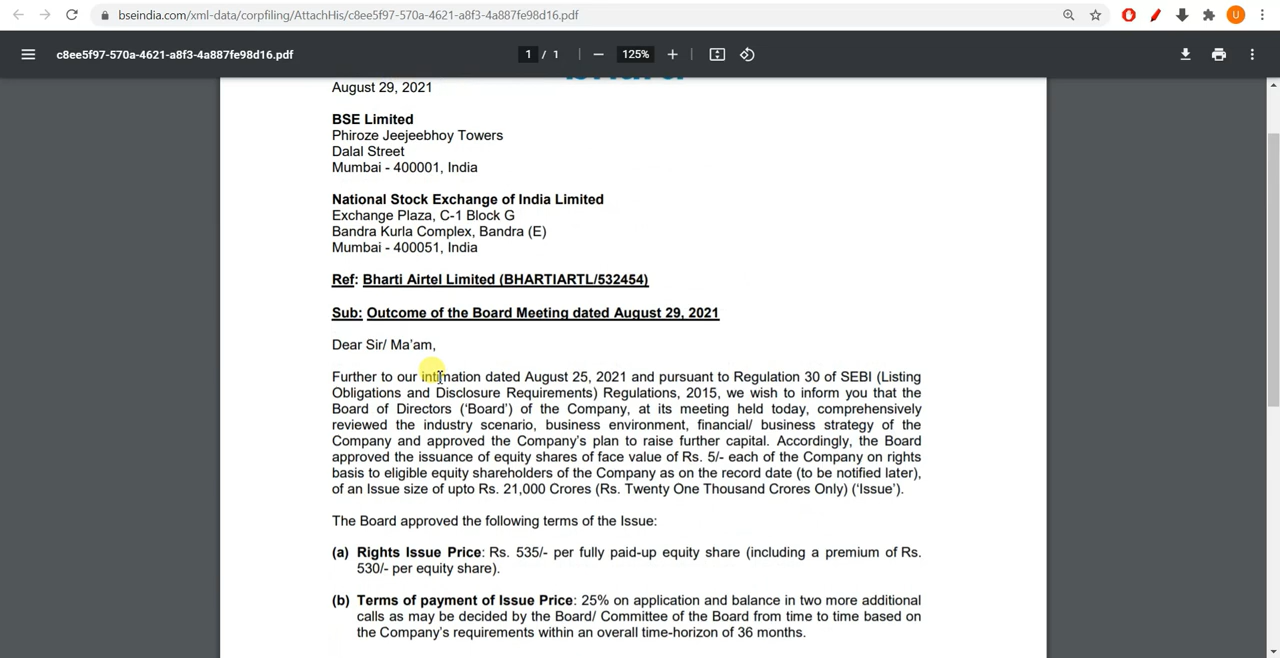 bseindia.com/xml-data/corpfiling/AttachHis/c8ee5f97-570a-4621-a8f3-4a887fe98d16.pdf
U
c8ee5f97-570a-4621-a8f3-4a887fe98d16.pdf
1 / 1
125%
August 29, 2021
BSE Limited
Phiroze Jeejeebhoy Towers
Dalal Street
Mumbai - 400001, India
National Stock Exchange of India Limited
Exchange Plaza, C-1 Block G
Bandra Kurla Complex, Bandra (E)
Mumbai - 400051, India
Ref: Bharti Airtel Limited (BHARTIARTL/532454)
Sub: Outcome of the Board Meeting dated August 29, 2021
Dear Sir/ Ma'am,
Further to our intimation dated August 25, 2021 and pursuant to Regulation 30 of SEBI (Listing
Obligations and Disclosure Requirements) Regulations, 2015, we wish to inform you that the
Board of Directors ('Board') of the Company, at its meeting held today, comprehensively
reviewed the industry scenario, business environment, financial/ business strategy of the
Company and approved the Company's plan to raise further capital. Accordingly, the Board
approved the issuance of equity shares of face value of Rs. 5/- each of the Company on rights
basis to eligible equity shareholders of the Company as on the record date (to be notified later),
of an Issue size of upto Rs. 21,000 Crores (Rs. Twenty One Thousand Crores Only) ('Issue').
The Board approved the following terms of the Issue:
(a) Rights Issue Price: Rs. 535/- per fully paid-up equity share (including a premium of Rs.
530/- per equity share).
(b) Terms of payment of Issue Price: 25% on application and balance in two more additional
calls as may be decided by the Board/ Committee of the Board from time to time based on
the Company's requirements within an overall time-horizon of 36 months.